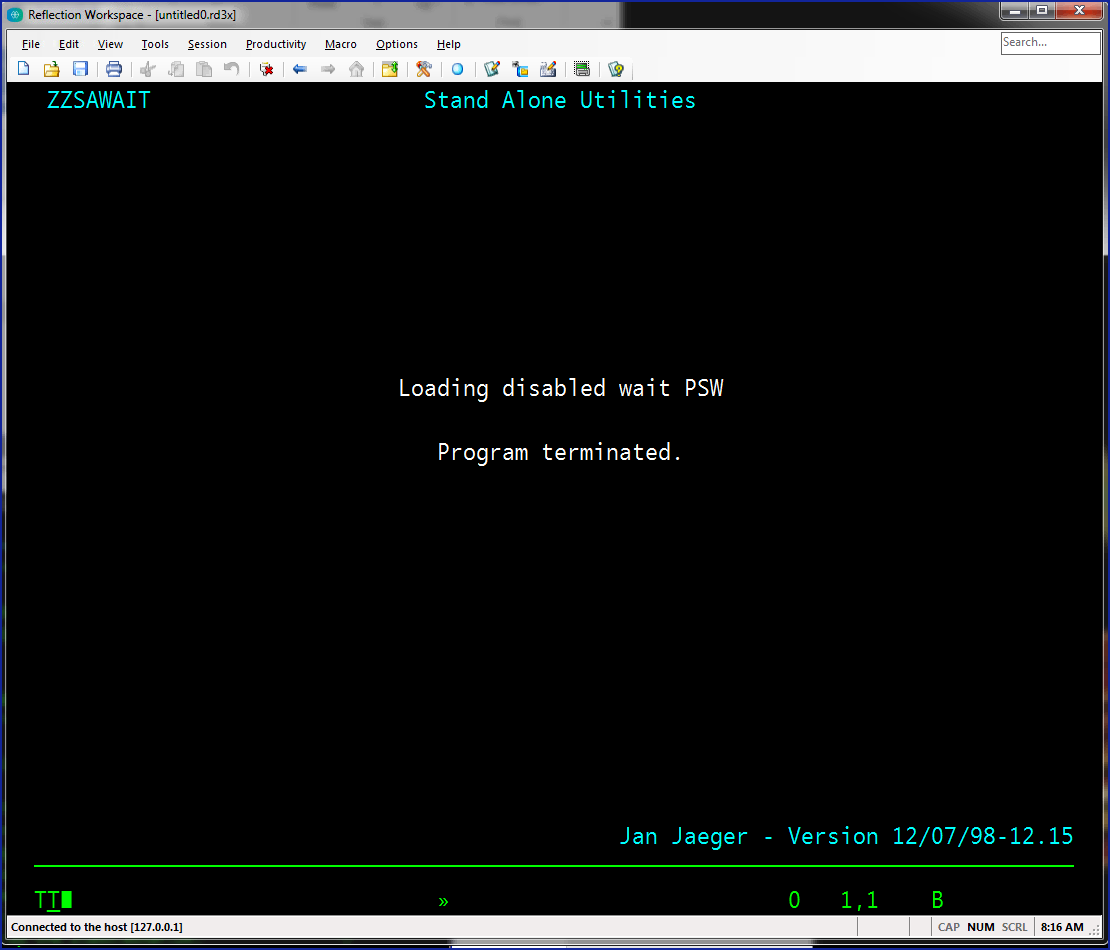 Reflection Workspace - [untitled0.rd3x]
File Edit View Tools Session Productivity Macro Options Help
Search...
ZZSAWAIT Stand Alone Utilities
Loading disabled wait PSW
Program terminated.
Jan Jaeger - Version 12/07/98-12.15
TT » O 1,1 B
Connected to the host [127.0.0.1] CAP NUM SCRL 8:16 AM